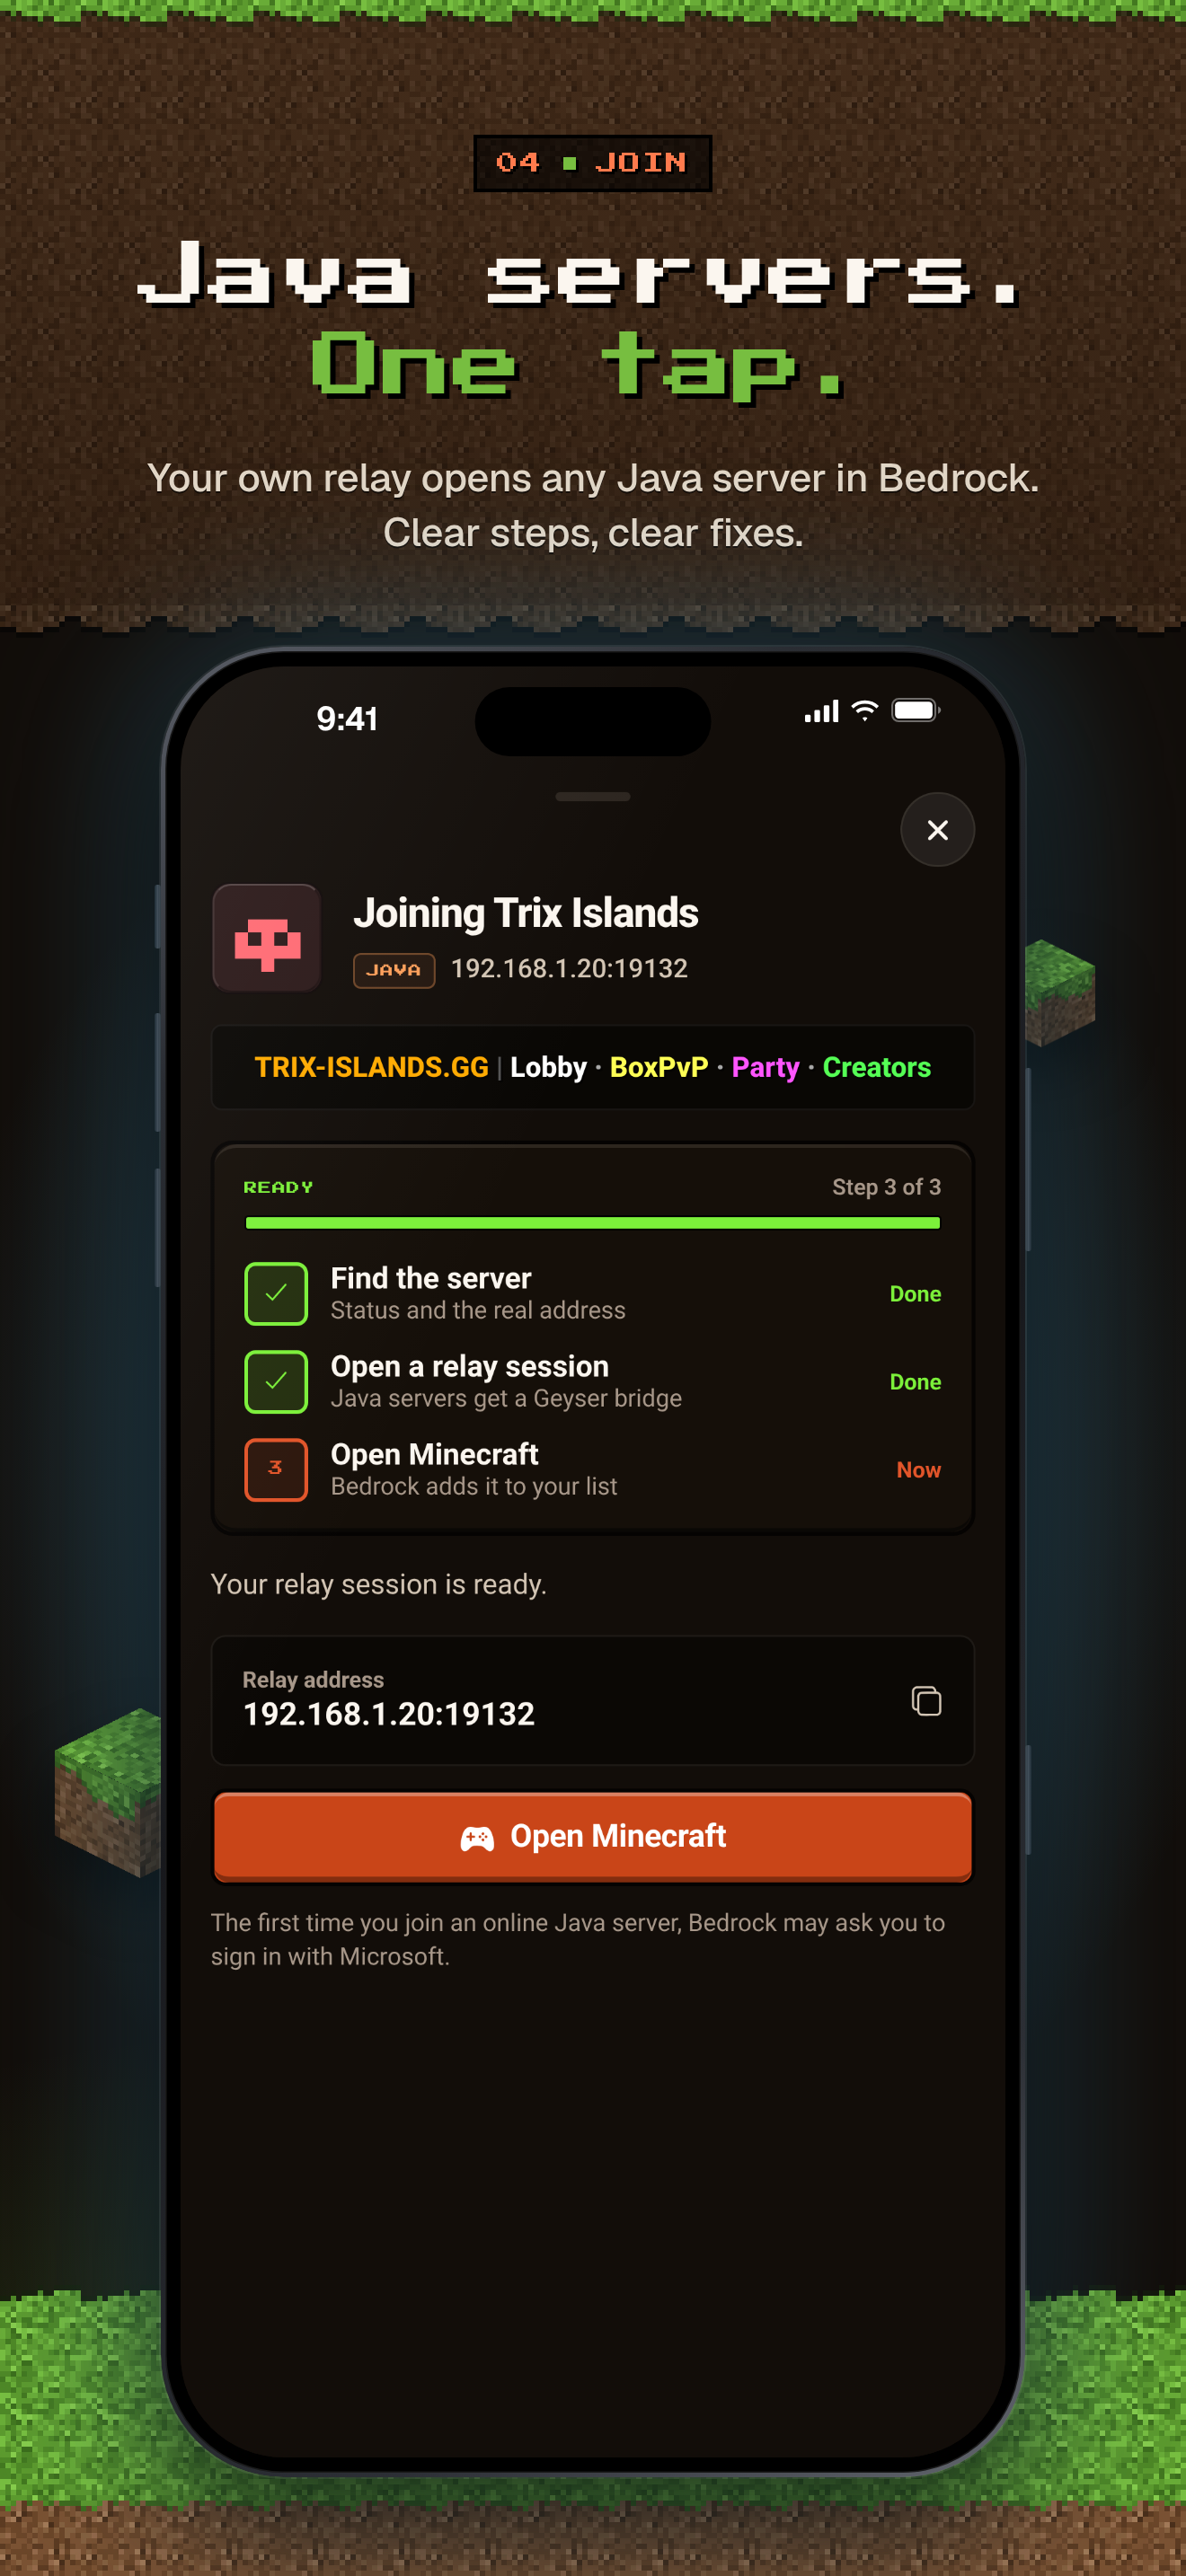 04 ■ JOIN
Java servers.
One tap.
Your own relay opens any Java server in Bedrock.
Clear steps, clear fixes.
9:41
Joining Trix Islands
JAVA 192.168.1.20:19132
TRIX-ISLANDS.GG | Lobby · BoxPvP · Party · Creators
READY Step 3 of 3
Find the server
Status and the real address
Done
Open a relay session
Java servers get a Geyser bridge
Done
3
Open Minecraft
Bedrock adds it to your list
Now
Your relay session is ready.
Relay address
192.168.1.20:19132
Open Minecraft
The first time you join an online Java server, Bedrock may ask you to
sign in with Microsoft.